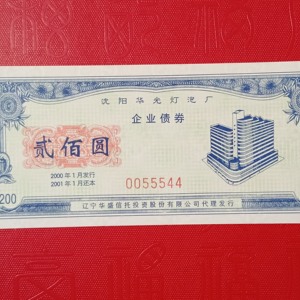 沈阳华光灯泡厂
企业债券
贰佰圆
2000年1月发行
2001年1月还本
0055544
200
辽宁华盛信托投资股份有限公司代理发行